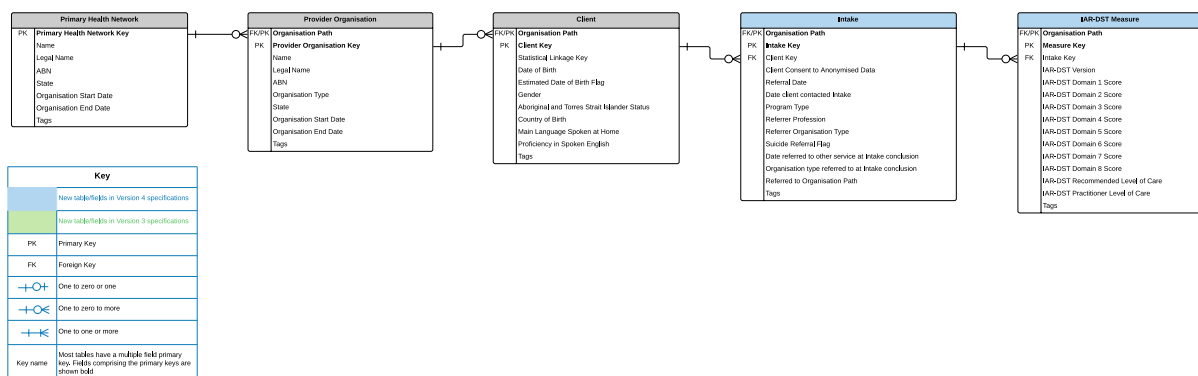 Primary Health Network
PK Primary Health Network Key
Name
Legal Name
ABN
State
Organisation Start Date
Organisation End Date
Tags
Provider Organisation
FK/PK Organisation Path
PK Provider Organisation Key
Name
Legal Name
ABN
Organisation Type
State
Organisation Start Date
Organisation End Date
Tags
Client
FK/PK Organisation Path
PK Client Key
Statistical Linkage Key
Date of Birth
Estimated Date of Birth Flag
Gender
Aboriginal and Torres Strait Islander Status
Country of Birth
Main Language Spoken at Home
Proficiency in Spoken English
Tags
Intake
FK/PK Organisation Path
PK Intake Key
FK Client Key
Client Consent to Anonymised Data
Referral Date
Date client contacted Intake
Program Type
Referrer Profession
Referrer Organisation Type
Suicide Referral Flag
Date referred to other service at Intake conclusion
Organisation type referred to at Intake conclusion
Referred to Organisation Path
Tags
IAR-DST Measure
FK/PK Organisation Path
PK Measure Key
FK Intake Key
IAR-DST Version
IAR-DST Domain 1 Score
IAR-DST Domain 2 Score
IAR-DST Domain 3 Score
IAR-DST Domain 4 Score
IAR-DST Domain 5 Score
IAR-DST Domain 6 Score
IAR-DST Domain 7 Score
IAR-DST Domain 8 Score
IAR-DST Recommended Level of Care
IAR-DST Practitioner Level of Care
Tags
Key
New table/fields in Version 4 specifications
New table/fields in Version 3 specifications
PK Primary Key
FK Foreign Key
One to zero or one
One to zero to more
One to one or more
Key name Most tables have a multiple field primary
key. Fields comprising the primary keys are
shown bold